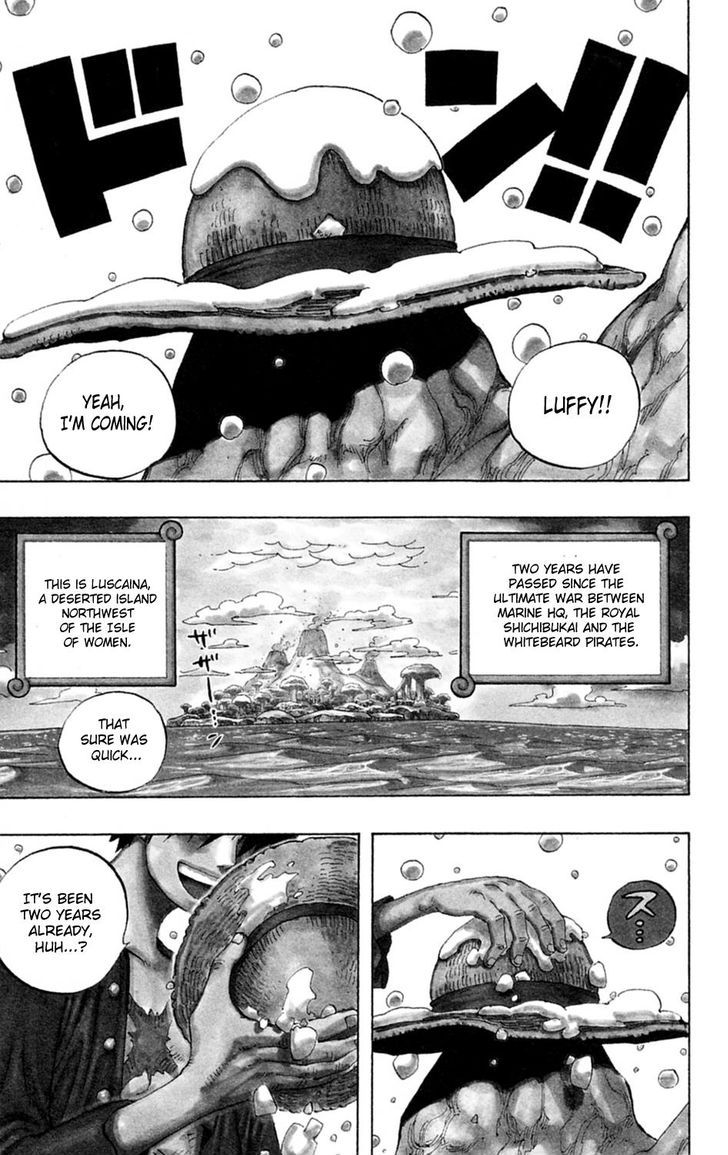 ドン!!
LUFFY!!
YEAH,
I'M COMING!
TWO YEARS HAVE
PASSED SINCE THE
ULTIMATE WAR BETWEEN
MARINE HQ, THE ROYAL
SHICHIBUKAI AND THE
WHITEBEARD PIRATES.
THIS IS LUSCAINA,
A DESERTED ISLAND
NORTHWEST
OF THE ISLE
OF WOMEN.
ザザーン
THAT
SURE WAS
QUICK...
ス...
IT'S BEEN
TWO YEARS
ALREADY,
HUH...?